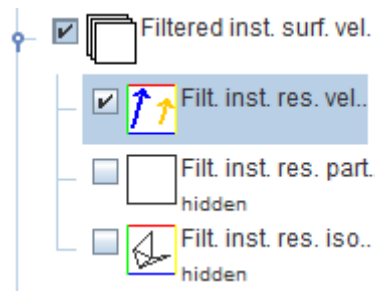 Filtered inst. surf. vel.
Filt. inst. res. vel..
Filt. inst. res. part.
hidden
Filt. inst. res. iso..
hidden